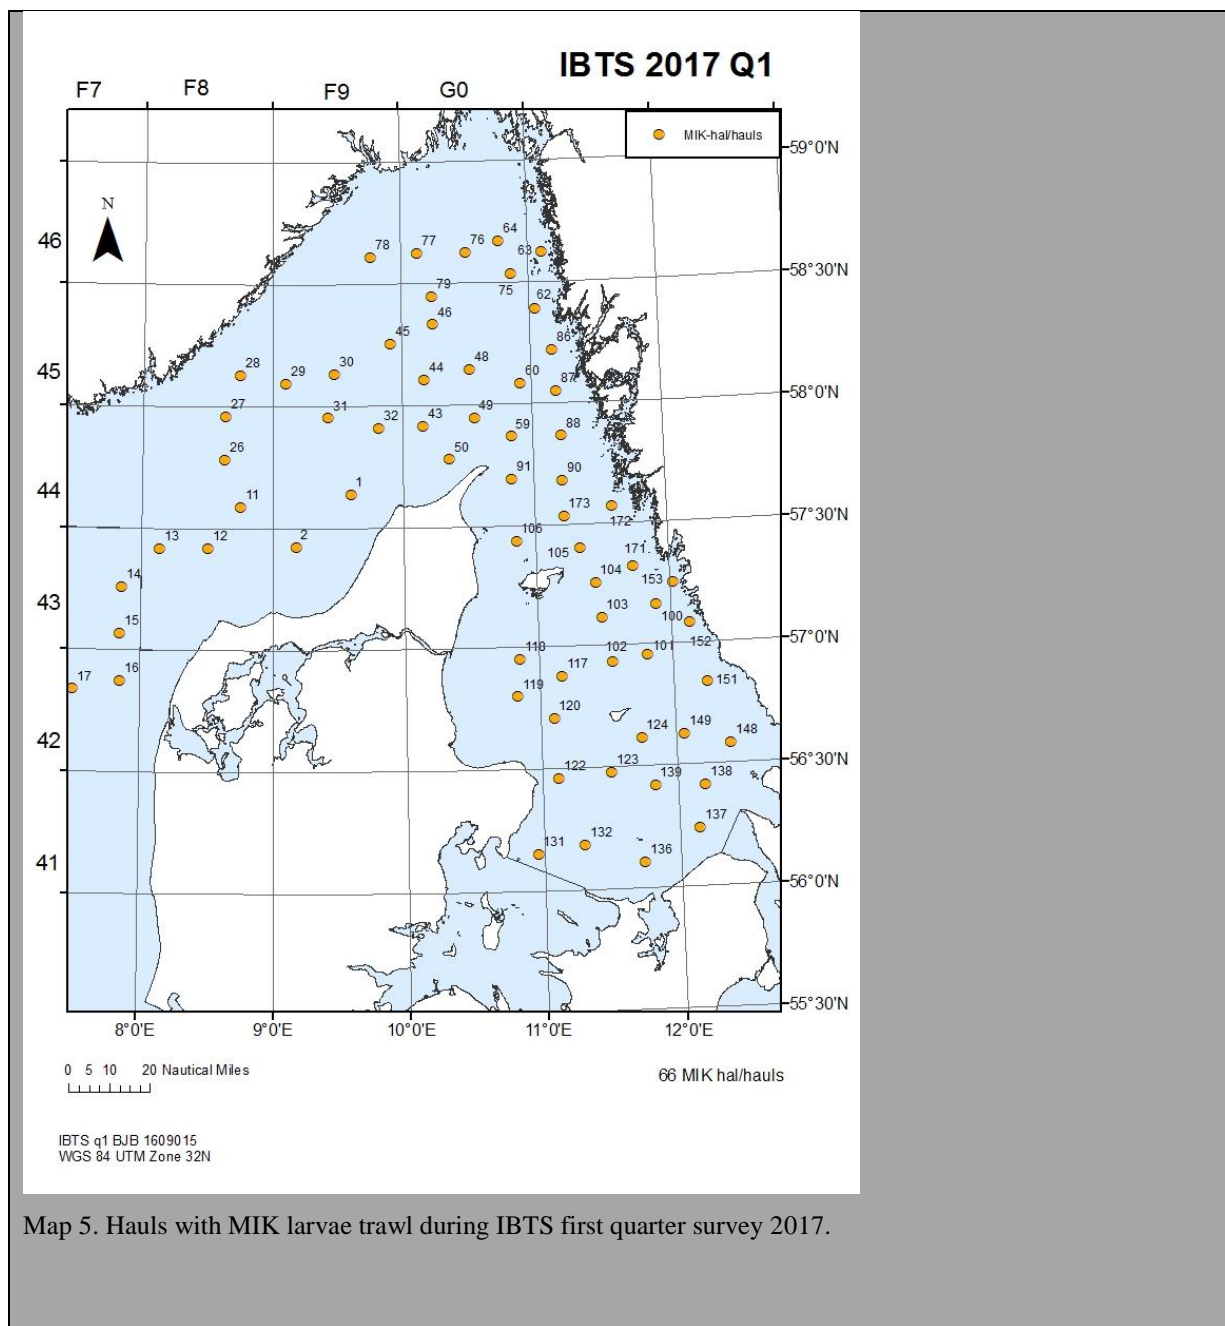 IBTS 2017 Q1
F7 F8 F9 G0
MIK-hal/hauls
59°0'N
N
46
64
78 77 76 63
58°30'N
79 75 62
46
45 86
45
28 29 30 44 48 60 87
58°0'N
27 31 32 43 49 59 88
26 50 91 90
44
11 1 173 172
57°30'N
13 12 2 106 105 171
14 104 153
43
15 103 100
57°0'N
152
17 16 118 117 102 101 151
119
120 124 149 148
42
56°30'N
122 123 139 138
137
131 132 136
41
56°0'N
55°30'N
8°0'E 9°0'E 10°0'E 11°0'E 12°0'E
0 5 10 20 Nautical Miles
66 MIK hal/hauls
IBTS q1 BJB 1609015
WGS 84 UTM Zone 32N
Map 5. Hauls with MIK larvae trawl during IBTS first quarter survey 2017.